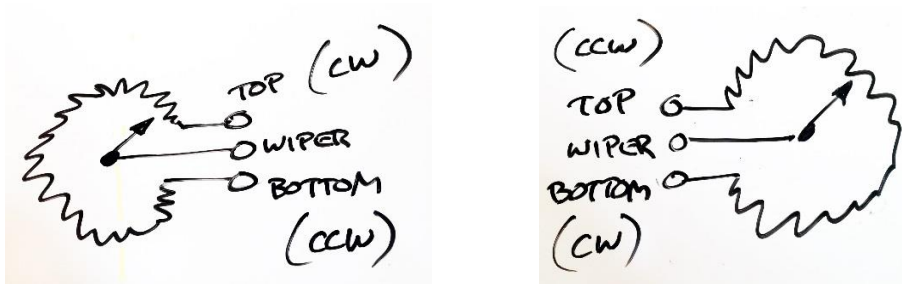 (CW)
TOP
WIPER
BOTTOM
(CCW)
(CCW)
TOP
WIPER
BOTTOM
(CW)